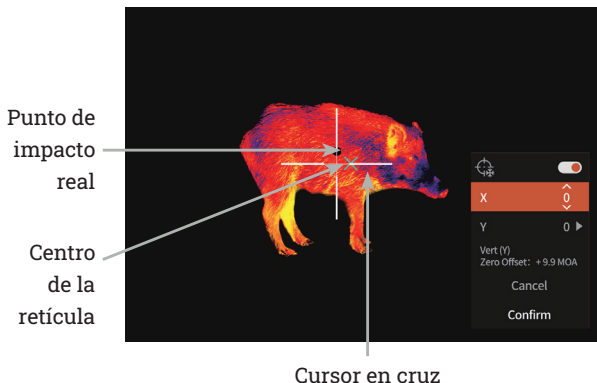 Punto de
impacto
real
Centro
de la
retícula
Cursor en cruz
X 0
Y 0
Vert (Y)
Zero Offset: +9.9 MOA
Cancel
Confirm